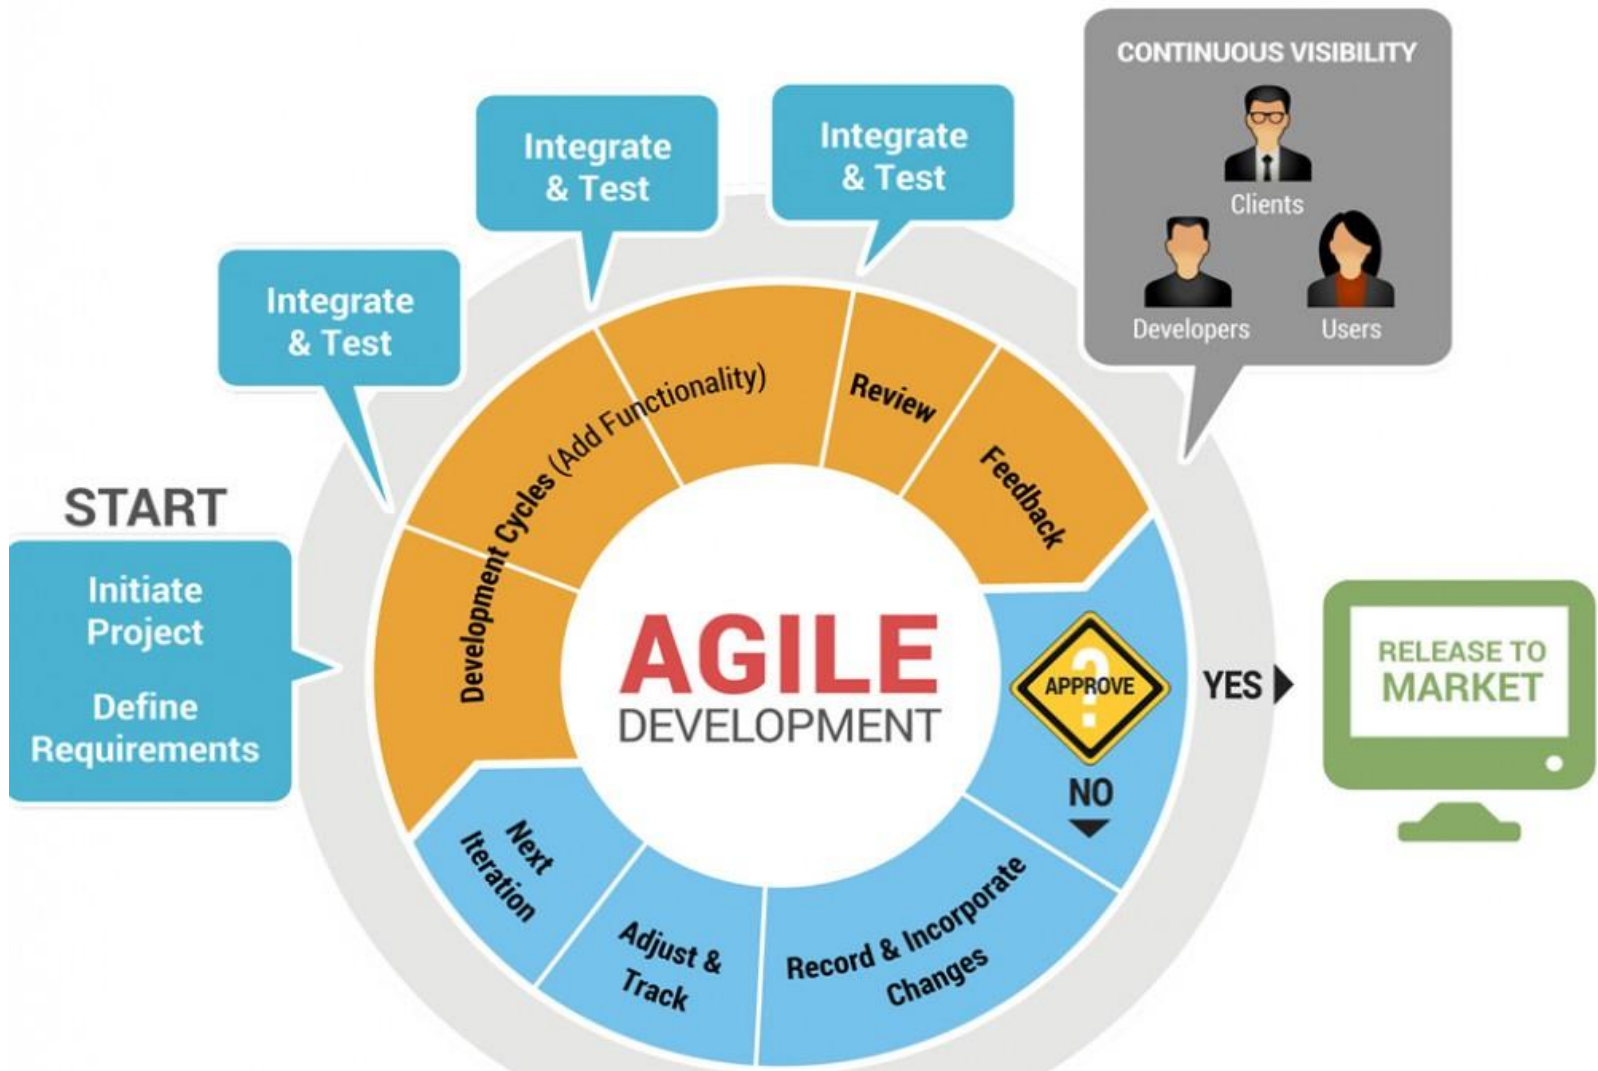 CONTINUOUS VISIBILITY
Clients
Developers
Users
Integrate
& Test
Integrate
& Test
Integrate
& Test
START
Initiate
Project
Define
Requirements
Development Cycles (Add Functionality)
Review
Feedback
AGILE
DEVELOPMENT
?
APPROVE
YES
NO
RELEASE TO
MARKET
Record & Incorporate
Changes
Adjust &
Track
Next
Iteration